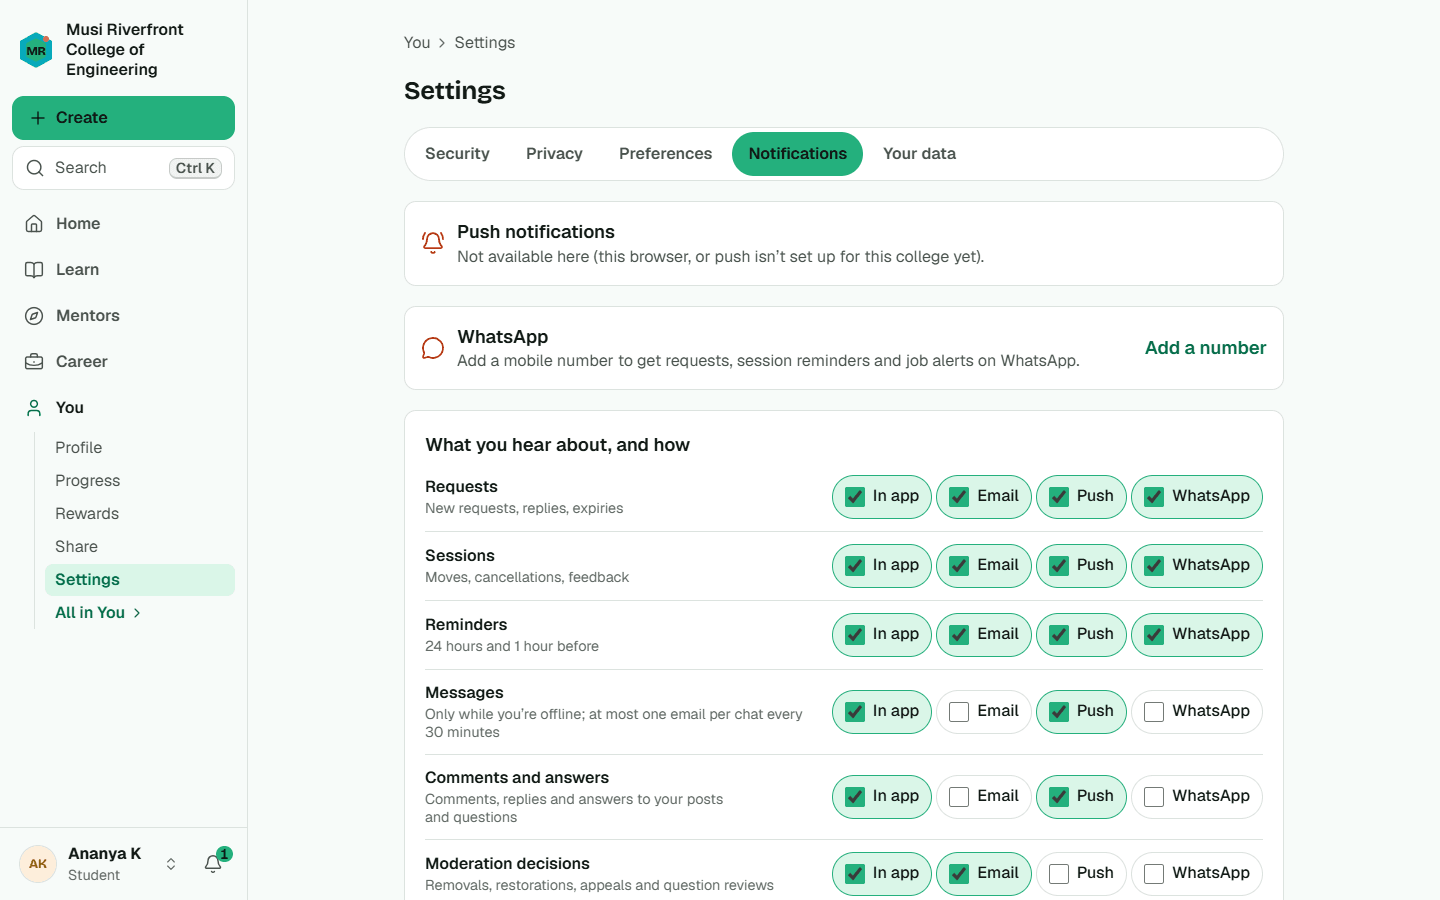 Musi Riverfront
College of
Engineering
MR
Create
Search
Ctrl K
Home
Learn
Mentors
Career
You
Profile
Progress
Rewards
Share
Settings
All in You
AK
Ananya K
Student
1
You
Settings
Settings
Security
Privacy
Preferences
Notifications
Your data
Push notifications
Not available here (this browser, or push isn’t set up for this college yet).
WhatsApp
Add a mobile number to get requests, session reminders and job alerts on WhatsApp.
Add a number
What you hear about, and how
Requests
New requests, replies, expiries
In app
Email
Push
WhatsApp
Sessions
Moves, cancellations, feedback
In app
Email
Push
WhatsApp
Reminders
24 hours and 1 hour before
In app
Email
Push
WhatsApp
Messages
Only while you’re offline; at most one email per chat every
30 minutes
In app
Email
Push
WhatsApp
Comments and answers
Comments, replies and answers to your posts
and questions
In app
Email
Push
WhatsApp
Moderation decisions
Removals, restorations, appeals and question reviews
In app
Email
Push
WhatsApp